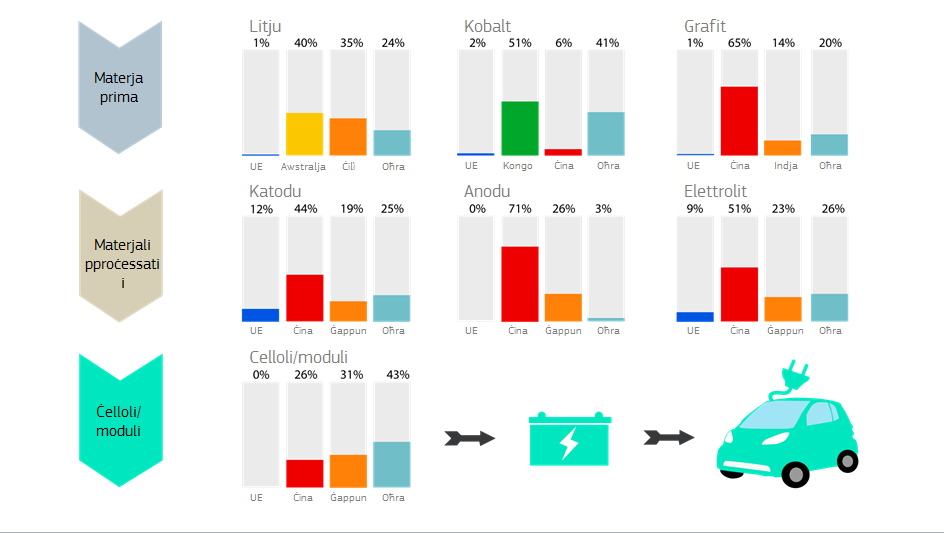 Litju
1% 40% 35% 24%
UE Awstralja Ċilì Oħra
Kobalt
2% 51% 6% 41%
UE Kongo Ċina Oħra
Grafit
1% 65% 14% 20%
UE Ċina Indja Oħra
Materja
prima
Katodu
12% 44% 19% 25%
UE Ċina Ġappun Oħra
Anodu
0% 71% 26% 3%
UE Ċina Ġappun Oħra
Elettrolit
9% 51% 23% 26%
UE Ċina Ġappun Oħra
Materjali
pproċessati
i
Ċelloli/moduli
0% 26% 31% 43%
UE Ċina Ġappun Oħra
Ċelloli/
moduli